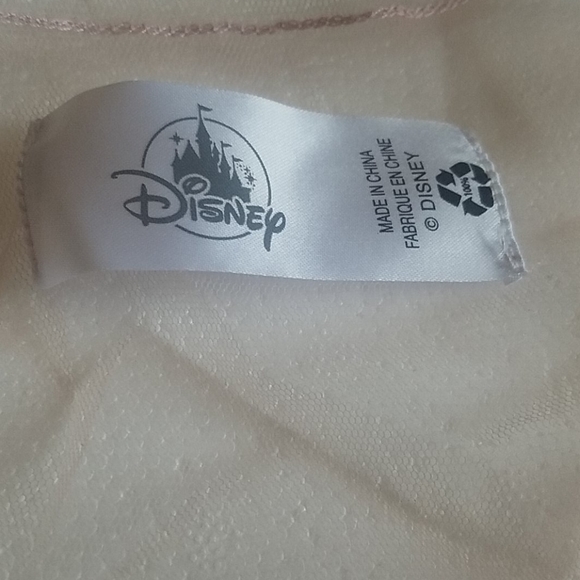 DISNEY
MADE IN CHINA
FABRIQUE EN CHINE
© DISNEY
100%